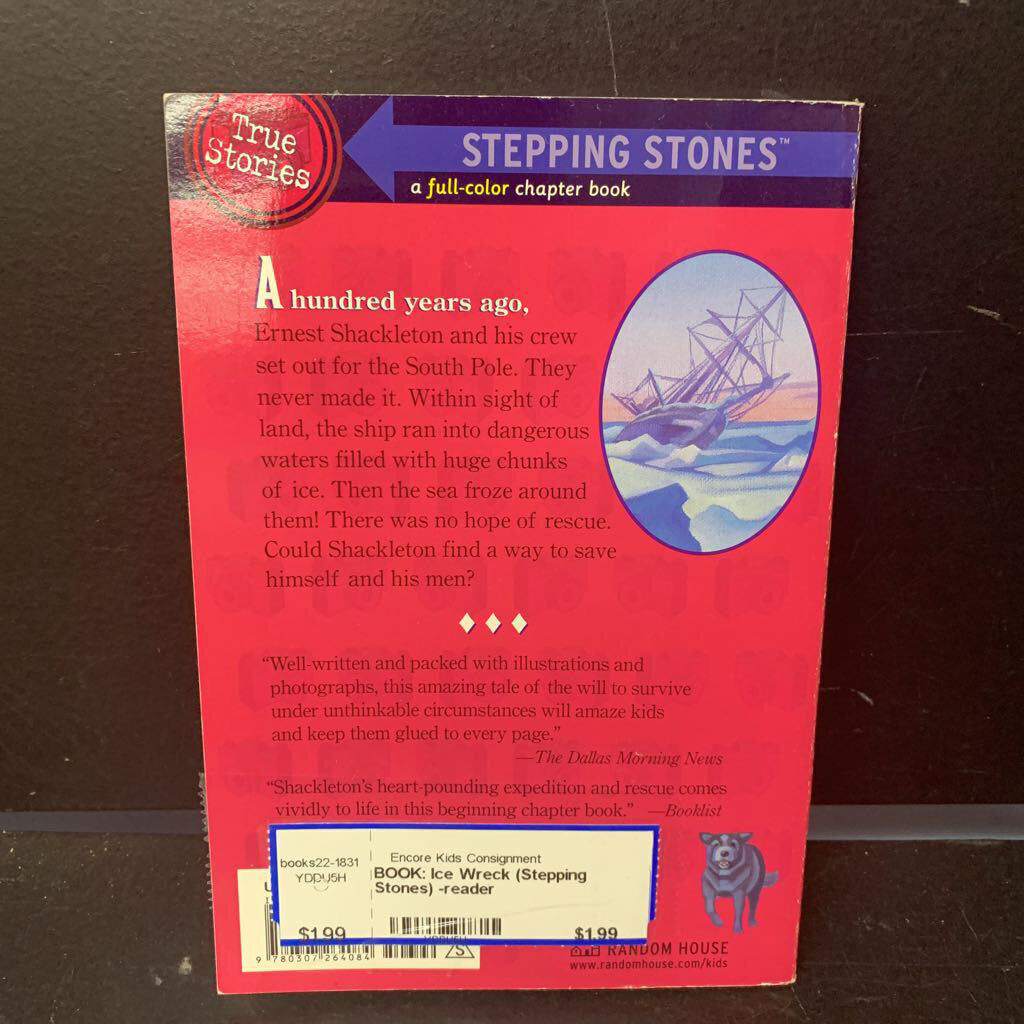 True
Stories
STEPPING STONES™
a full-color chapter book
A hundred years ago,
Ernest Shackleton and his crew
set out for the South Pole. They
never made it. Within sight of
land, the ship ran into dangerous
waters filled with huge chunks
of ice. Then the sea froze around
them! There was no hope of rescue.
Could Shackleton find a way to save
himself and his men?
“Well-written and packed with illustrations and
photographs, this amazing tale of the will to survive
under unthinkable circumstances will amaze kids
and keep them glued to every page.”
—The Dallas Morning News
“Shackleton’s heart-pounding expedition and rescue comes
vividly to life in this beginning chapter book.” —Booklist
books22-1831
Encore Kids Consignment
BOOK: Ice Wreck (Stepping
Stones) -reader
$1.99
$1.99
9 780307 264084
S
RANDOM HOUSE
www.randomhouse.com/kids